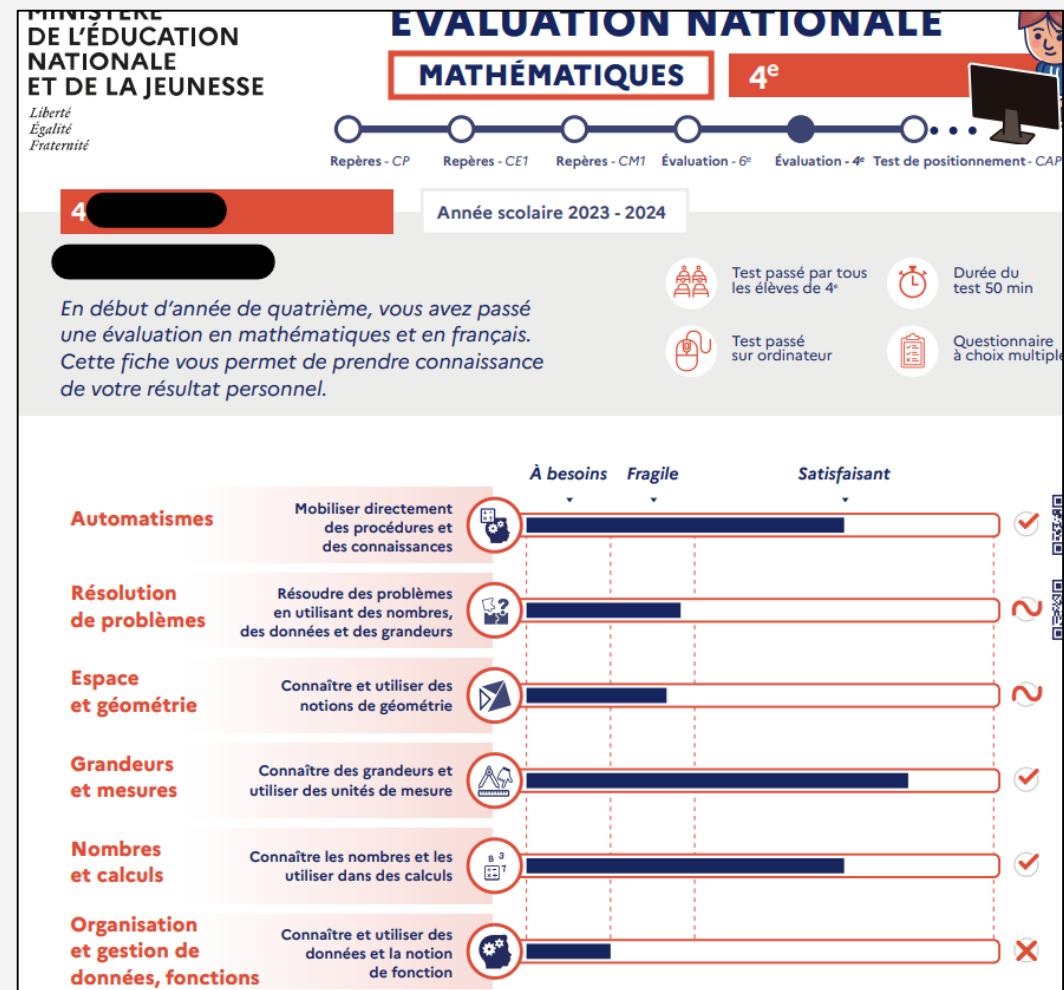 MINISTÈRE
DE L'ÉDUCATION
NATIONALE
ET DE LA JEUNESSE
Liberté
Égalité
Fraternité
ÉVALUATION NATIONALE
MATHÉMATIQUES
4e
Repères - CP
Repères - CE1
Repères - CM1
Évaluation - 6e
Évaluation - 4e
Test de positionnement - CAP
4
Année scolaire 2023 - 2024
En début d'année de quatrième, vous avez passé
une évaluation en mathématiques et en français.
Cette fiche vous permet de prendre connaissance
de votre résultat personnel.
Test passé par tous
les élèves de 4e
Durée du
test 50 min
Test passé
sur ordinateur
Questionnaire
à choix multiple
À besoins
Fragile
Satisfaisant
Automatismes
Mobiliser directement
des procédures et
des connaissances
Résolution
de problèmes
Résoudre des problèmes
en utilisant des nombres,
des données et des grandeurs
Espace
et géométrie
Connaître et utiliser des
notions de géométrie
Grandeurs
et mesures
Connaître des grandeurs et
utiliser des unités de mesure
Nombres
et calculs
Connaître les nombres et les
utiliser dans des calculs
Organisation
et gestion de
données, fonctions
Connaître et utiliser des
données et la notion
de fonction